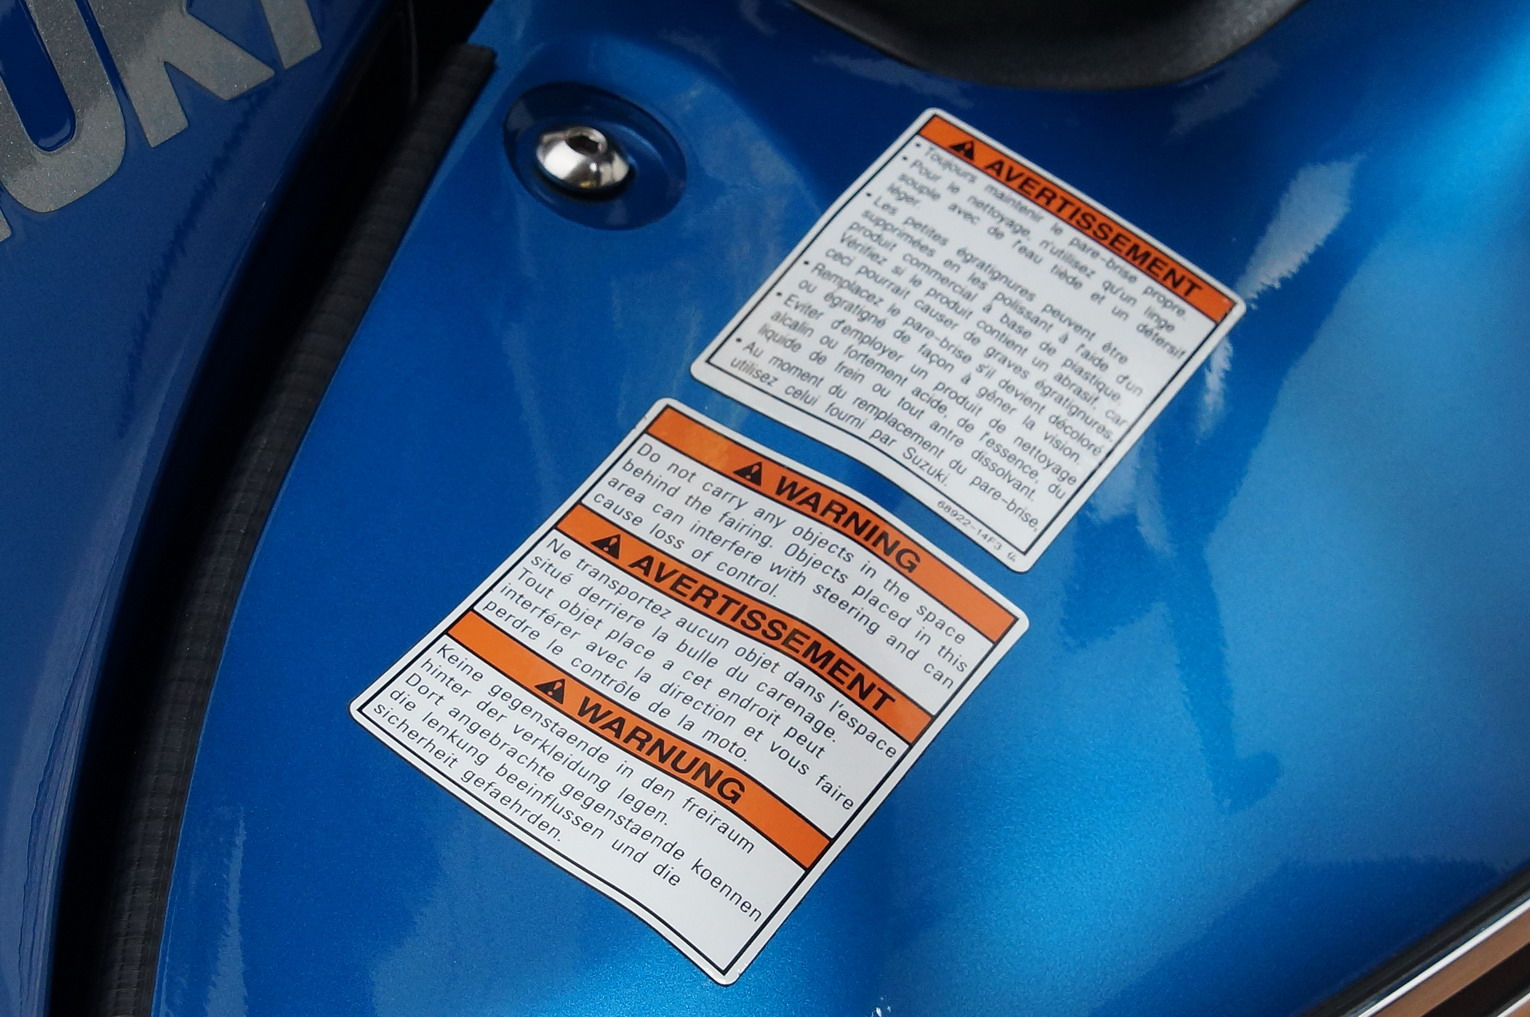 UKI
AVERTISSEMENT
• Toujours maintenir le pare-brise propre.
• Pour le nettoyage, n'utilisez qu'un linge
souple avec de l'eau tiède et un détersif
léger.
• Les petites égratignures peuvent être
supprimées en les polissant à l'aide d'un
produit commercial à base de plastique.
Vérifiez si le produit contient un abrasif, car
ceci pourrait causer de graves égratignures.
• Remplacez le pare-brise s'il devient décoloré
ou égratigné de façon à gêner la vision.
• Eviter d'employer un produit de nettoyage
alcalin ou fortement acide, de l'essence, du
liquide de frein ou tout antre dissolvant.
• Au moment du remplacement du pare-brise,
utilisez celui fourni par Suzuki.
68922-14F3
WARNING
Do not carry any objects in the space
behind the fairing. Objects placed in this
area can interfere with steering and can
cause loss of control.
AVERTISSEMENT
Ne transportez aucun objet dans l'espace
situé derriere la bulle du carenage.
Tout objet place a cet endroit peut
interférer avec la direction et vous faire
perdre le contrôle de la moto.
WARNUNG
Keine gegenstaende in den freiraum
hinter der verkleidung legen.
Dort angebrachte gegenstaende koennen
die lenkung beeinflussen und die
sicherheit gefaehrden.